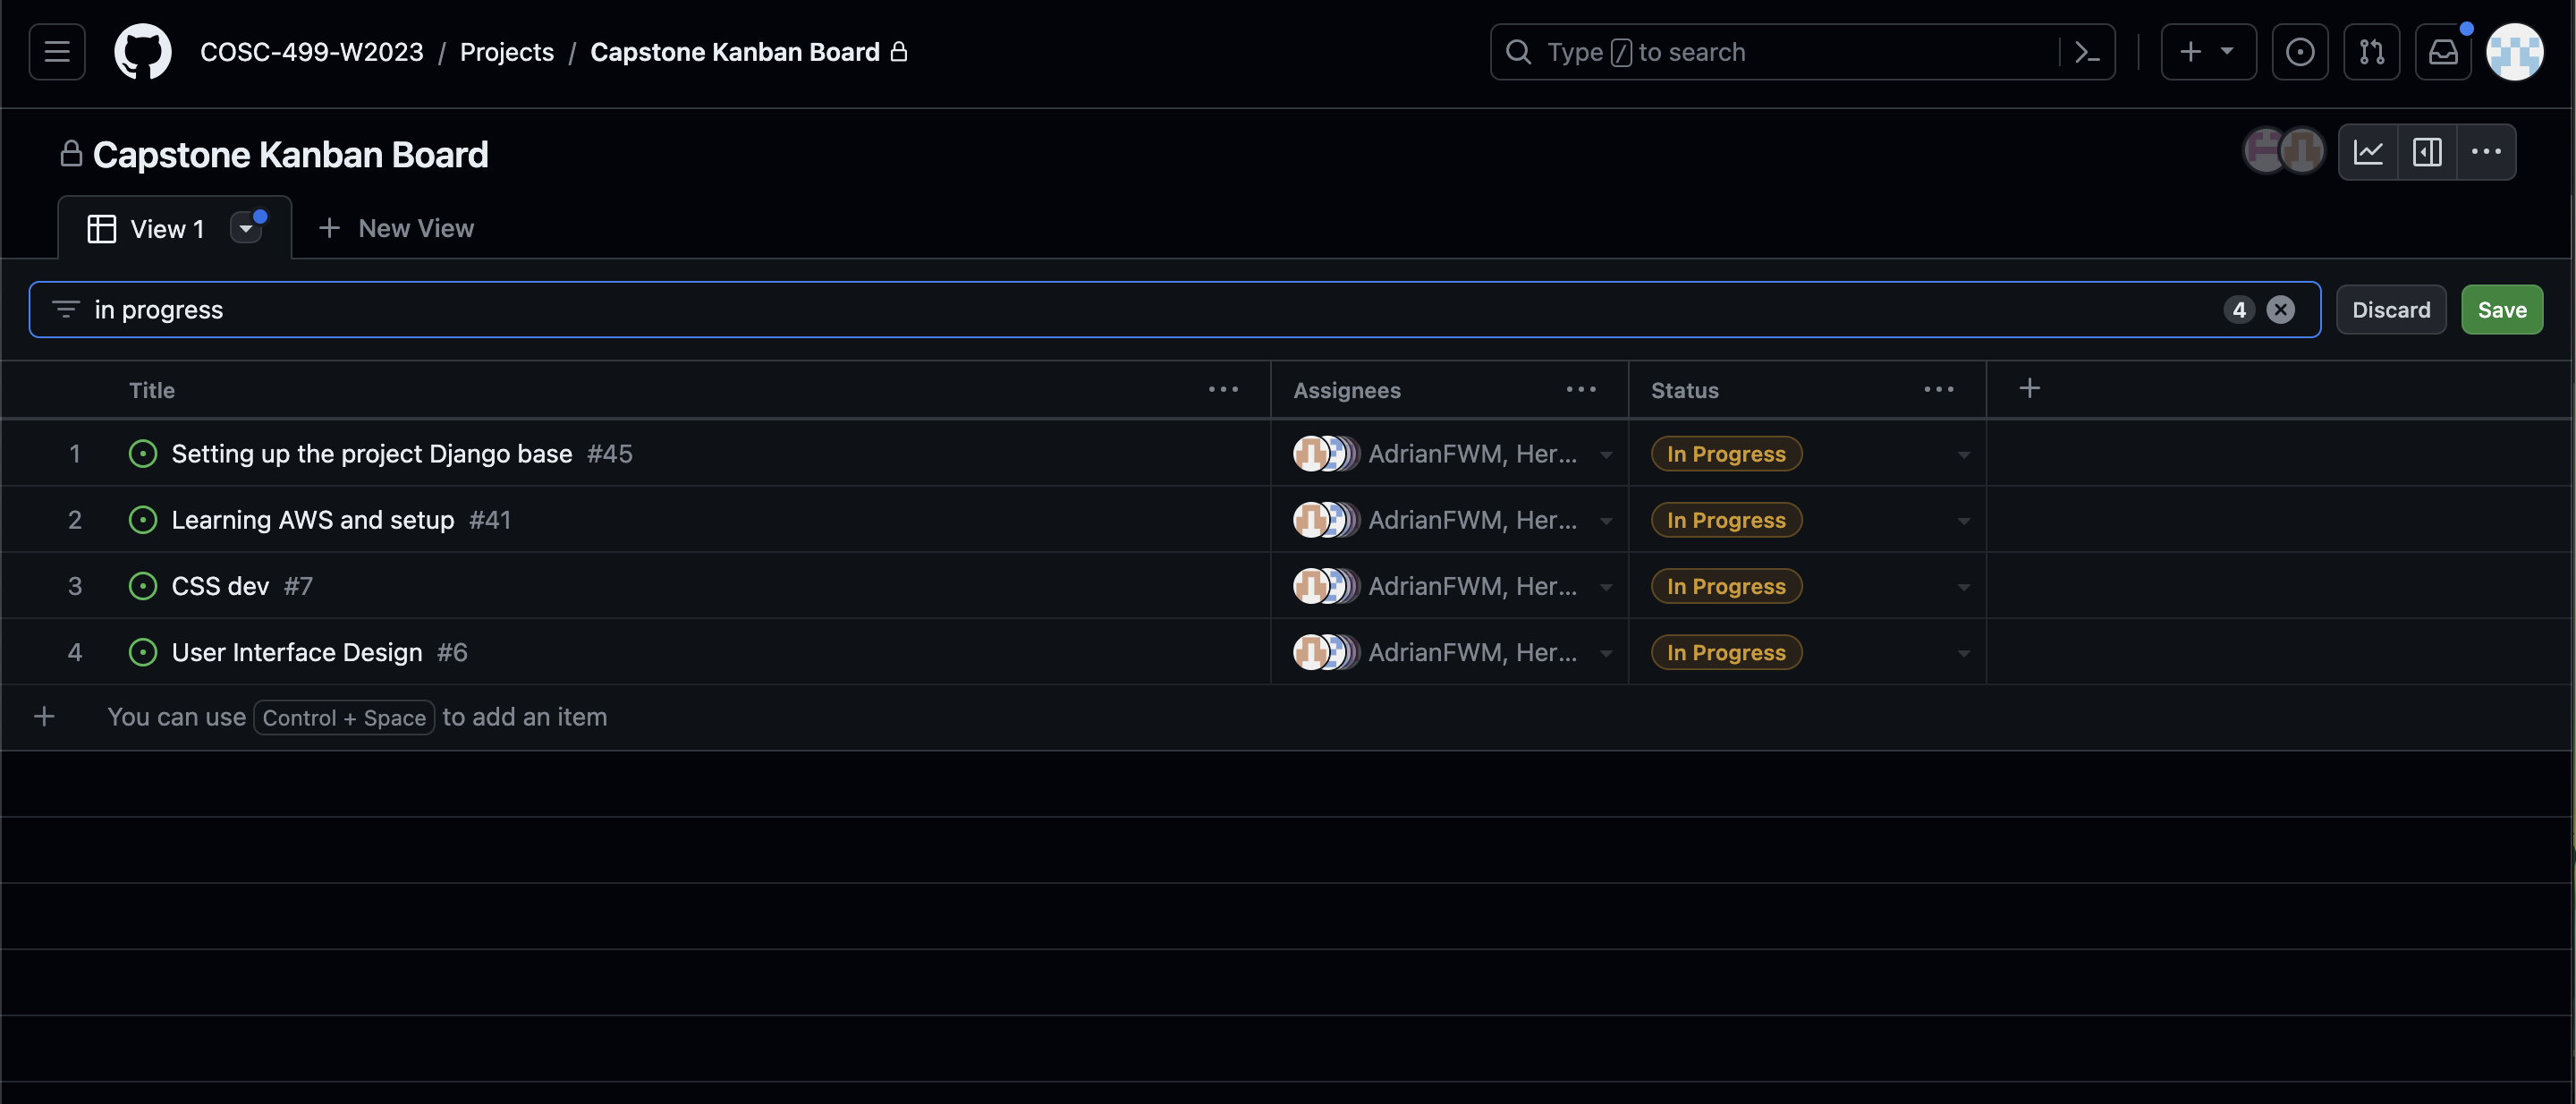 COSC-499-W2023 / Projects / Capstone Kanban Board
Type / to search
Capstone Kanban Board
View 1
New View
in progress
4
Discard
Save
Title
Assignees
Status
1 Setting up the project Django base #45 AdrianFWM, Her... In Progress
2 Learning AWS and setup #41 AdrianFWM, Her... In Progress
3 CSS dev #7 AdrianFWM, Her... In Progress
4 User Interface Design #6 AdrianFWM, Her... In Progress
You can use Control + Space to add an item